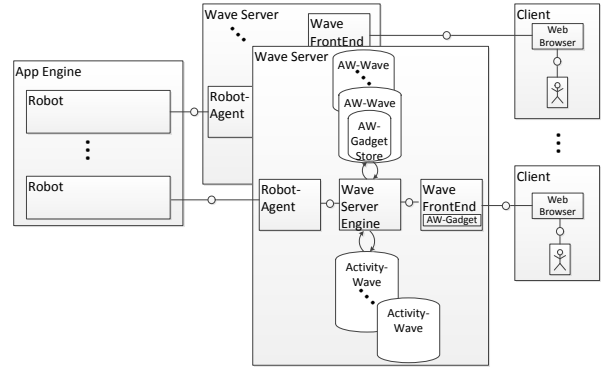 Wave Server
Wave
FrontEnd
Client
Web
Browser
Wave Server
App Engine
Robot
Robot-
Agent
AW-Wave
AW-Wave
AW-
Gadget
Store
Robot
Robot-
Agent
Wave
Server
Engine
Wave
FrontEnd
AW-Gadget
Client
Web
Browser
Activity-
Wave
Activity-
Wave